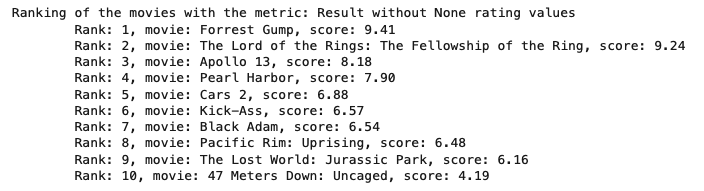 Ranking of the movies with the metric: Result without None rating values
Rank: 1, movie: Forrest Gump, score: 9.41
Rank: 2, movie: The Lord of the Rings: The Fellowship of the Ring, score: 9.24
Rank: 3, movie: Apollo 13, score: 8.18
Rank: 4, movie: Pearl Harbor, score: 7.90
Rank: 5, movie: Cars 2, score: 6.88
Rank: 6, movie: Kick-Ass, score: 6.57
Rank: 7, movie: Black Adam, score: 6.54
Rank: 8, movie: Pacific Rim: Uprising, score: 6.48
Rank: 9, movie: The Lost World: Jurassic Park, score: 6.16
Rank: 10, movie: 47 Meters Down: Uncaged, score: 4.19